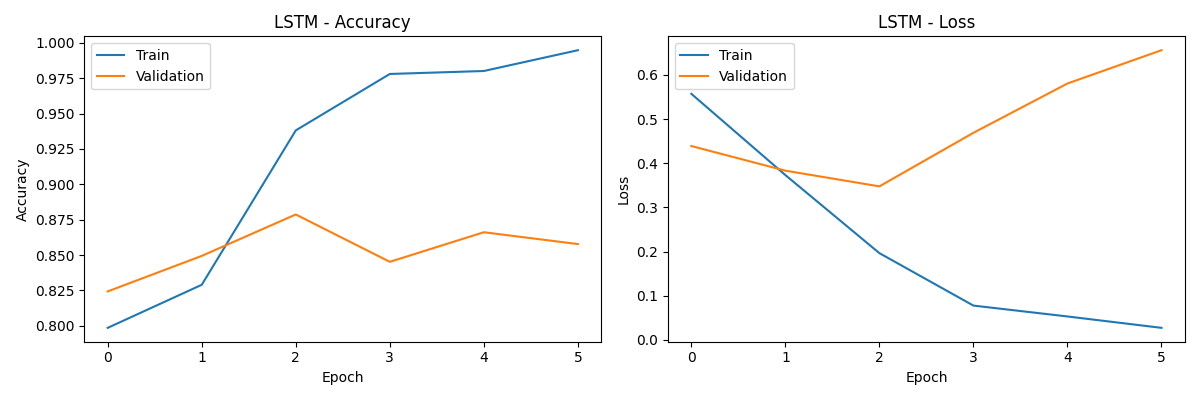 LSTM - Accuracy
1.000
0.975
0.950
0.925
0.900
0.875
0.850
0.825
0.800
Accuracy
Train
Validation
0 1 2 3 4 5
Epoch
LSTM - Loss
0.6
0.5
0.4
0.3
0.2
0.1
0.0
Loss
Train
Validation
0 1 2 3 4 5
Epoch